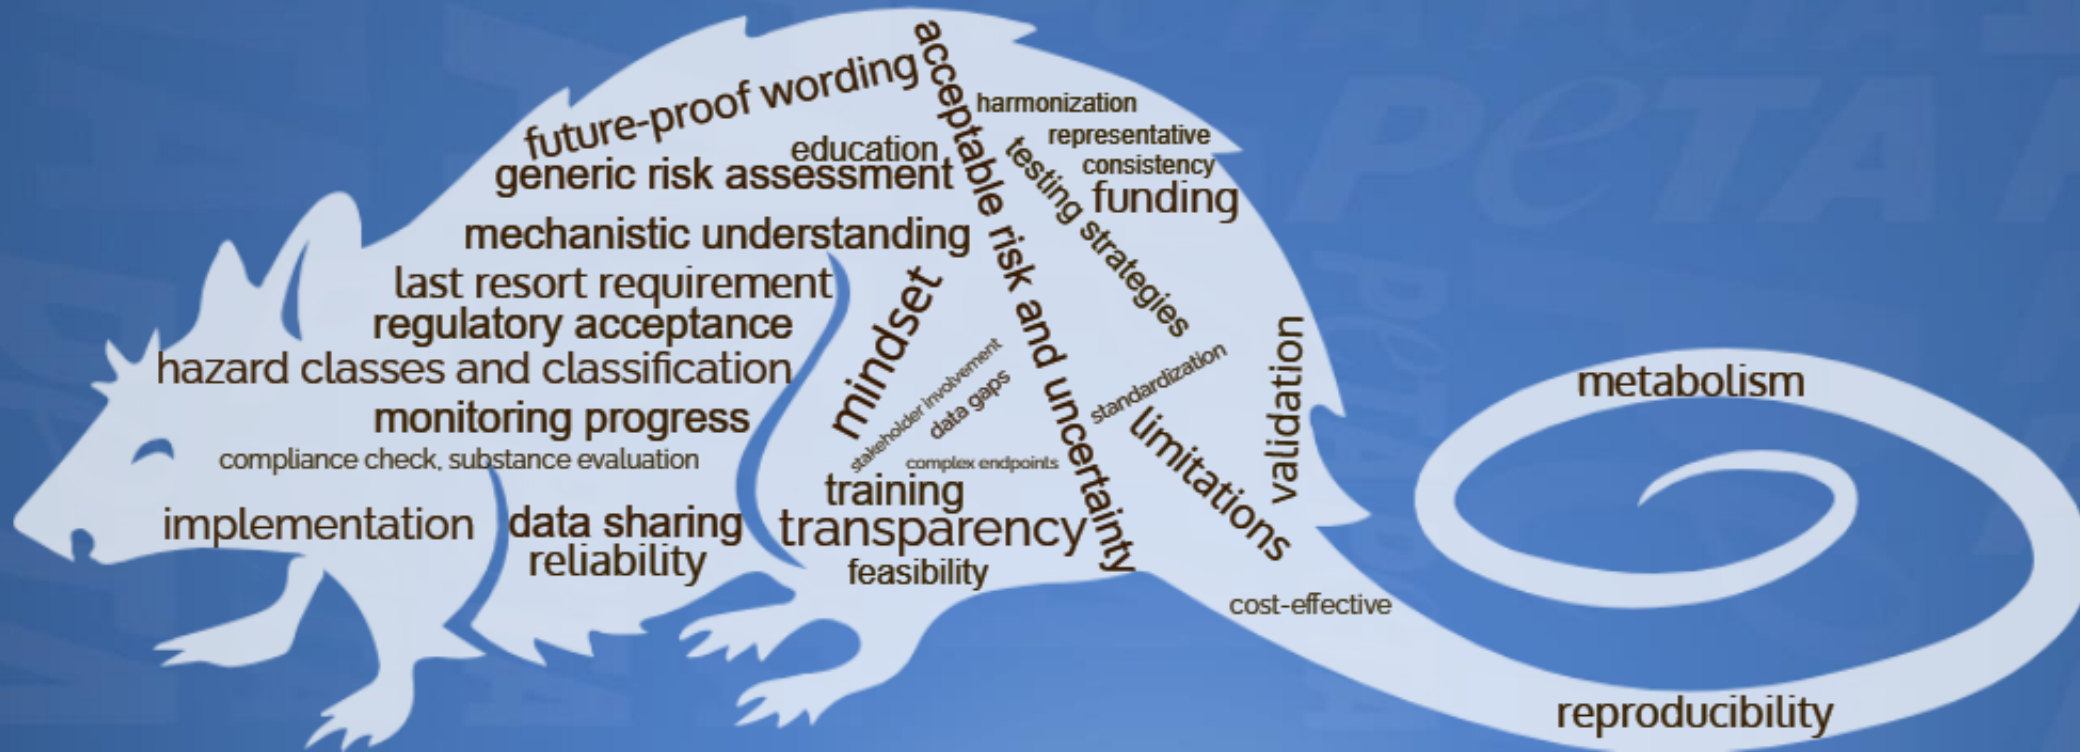 future-proof wording
acceptable risk and uncertainty
harmonization
representative
education
consistency
generic risk assessment
testing strategies
funding
mechanistic understanding
last resort requirement
mindset
regulatory acceptance
validation
hazard classes and classification
stakeholder involvement
data gaps
standardization
metabolism
monitoring progress
limitations
compliance check, substance evaluation
complex endpoints
training
implementation
data sharing
transparency
reliability
feasibility
cost-effective
reproducibility
PeTA
PeTA